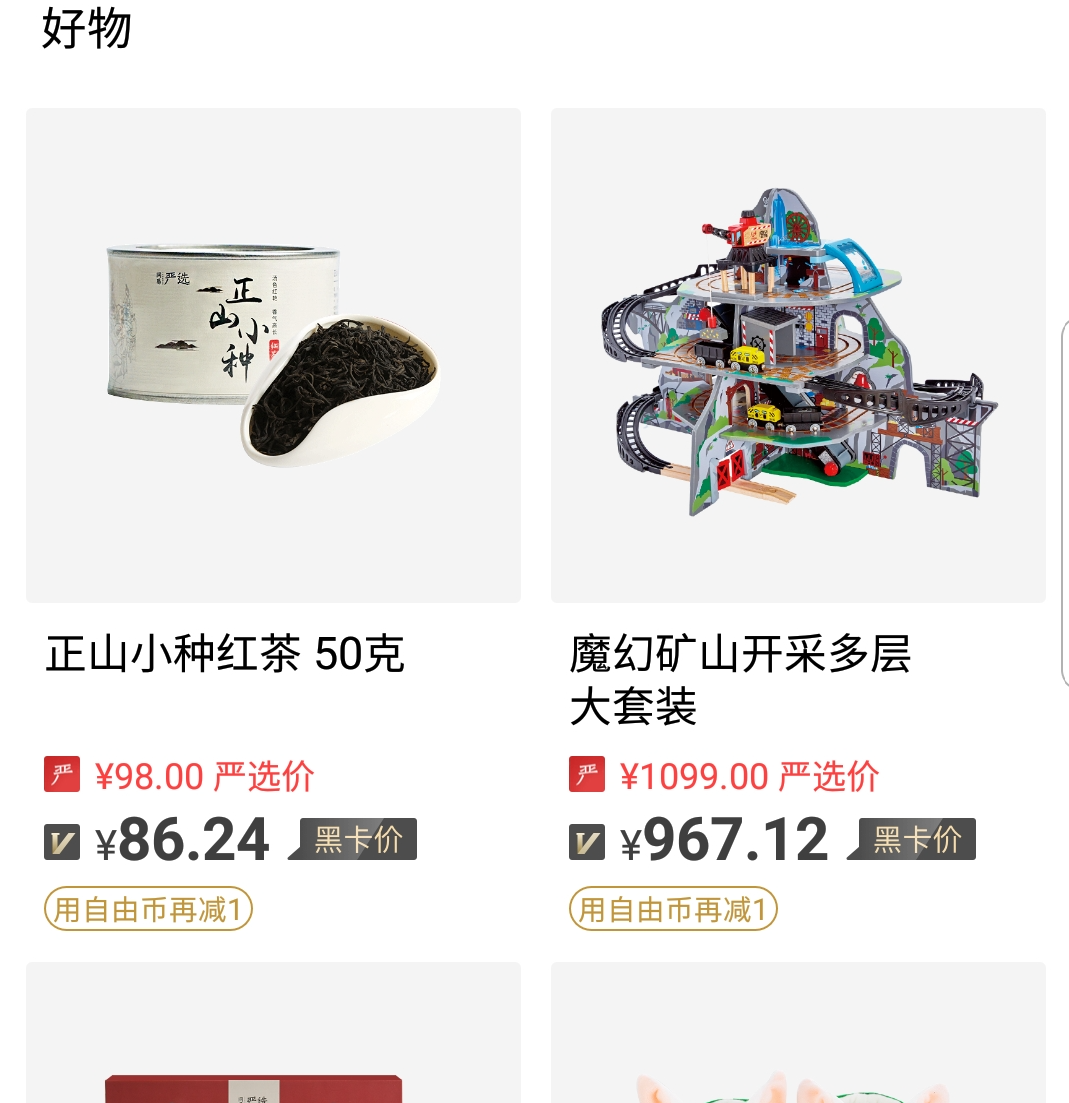 好物
网易严选
正山小种
正山小种红茶 50克
魔幻矿山开采多层
大套装
严 ¥98.00 严选价
严 ¥1099.00 严选价
V ¥86.24 黑卡价
V ¥967.12 黑卡价
用自由币再减1
用自由币再减1
严选